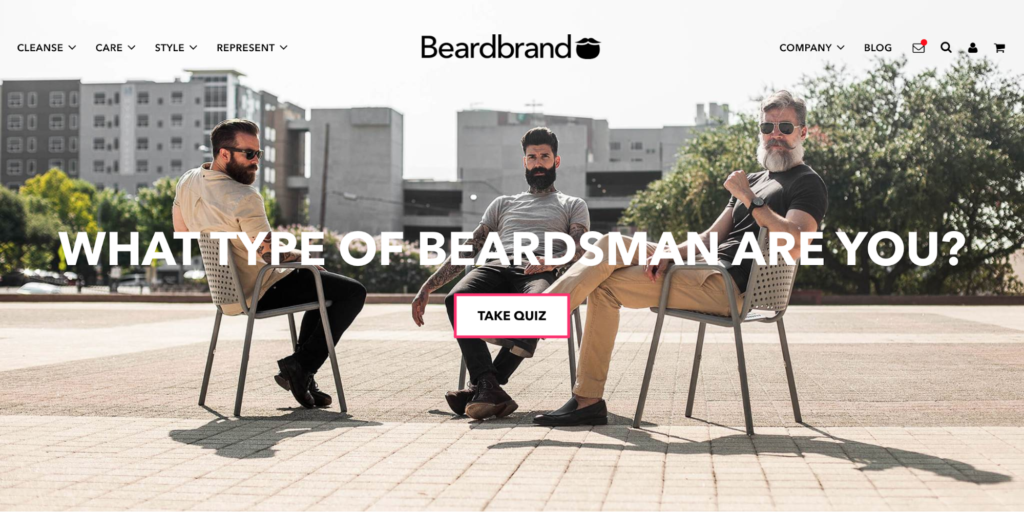 CLEANSE
CARE
STYLE
REPRESENT
Beardbrand
COMPANY
BLOG
WHAT TYPE OF BEARDSMAN ARE YOU?
TAKE QUIZ